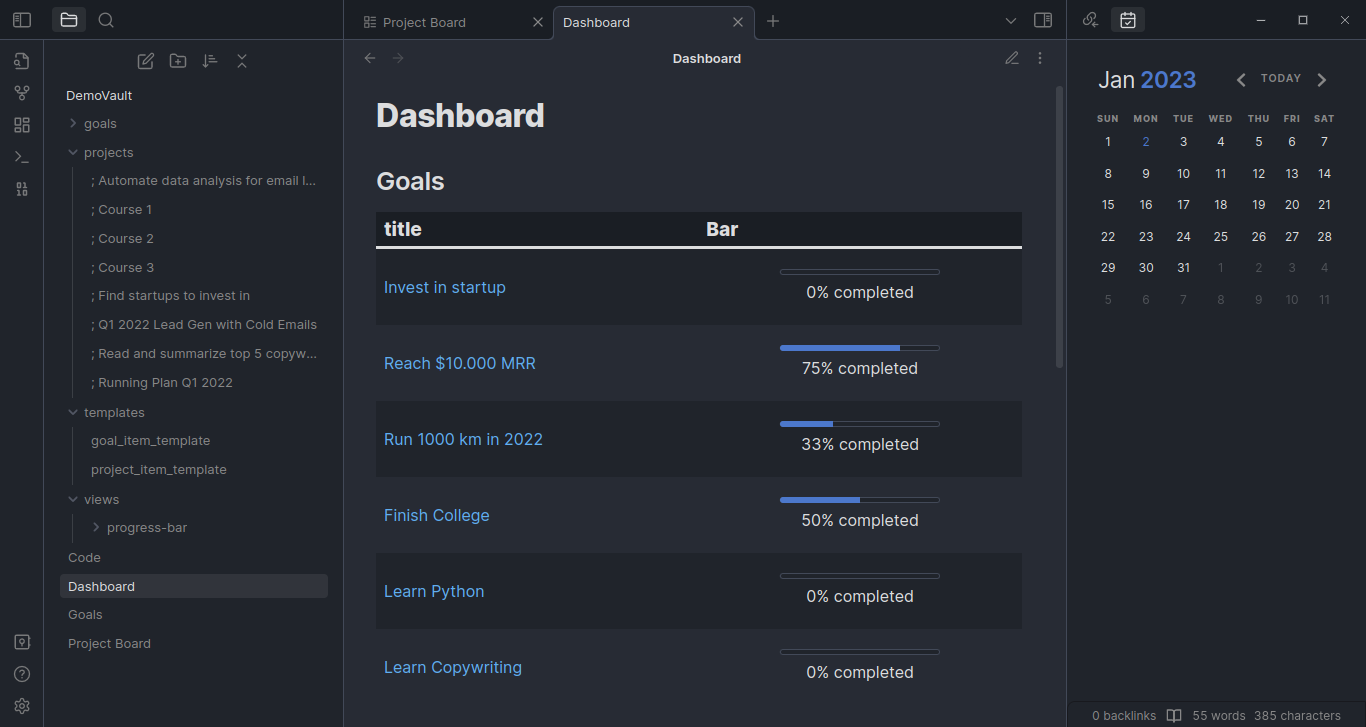 Project Board
Dashboard
Dashboard
DemoVault
goals
projects
; Automate data analysis for email l...
; Course 1
; Course 2
; Course 3
; Find startups to invest in
; Q1 2022 Lead Gen with Cold Emails
; Read and summarize top 5 copyw...
; Running Plan Q1 2022
templates
goal_item_template
project_item_template
views
progress-bar
Code
Dashboard
Goals
Project Board
Dashboard
Goals
title Bar
Invest in startup 0% completed
Reach $10.000 MRR 75% completed
Run 1000 km in 2022 33% completed
Finish College 50% completed
Learn Python 0% completed
Learn Copywriting 0% completed
Jan 2023 TODAY
SUN MON TUE WED THU FRI SAT
1 2 3 4 5 6 7
8 9 10 11 12 13 14
15 16 17 18 19 20 21
22 23 24 25 26 27 28
29 30 31 1 2 3 4
5 6 7 8 9 10 11
0 backlinks 55 words 385 characters